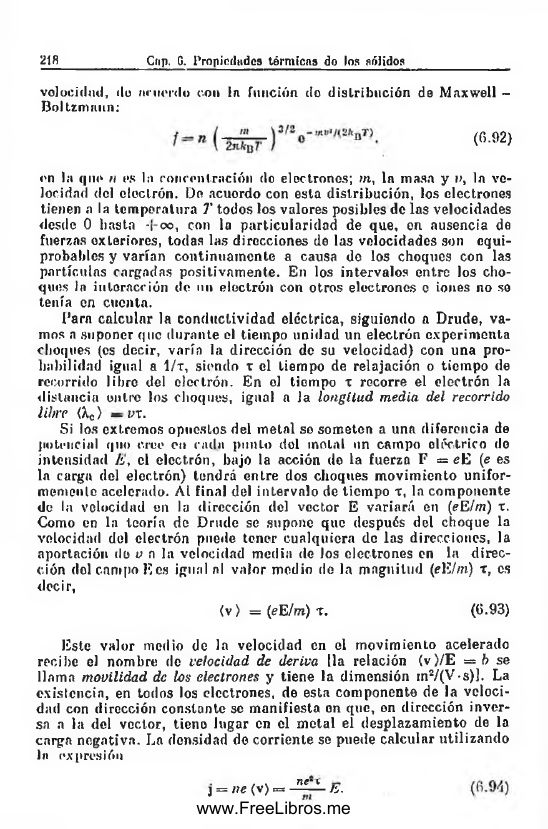 218 Cap. 6. Propiedades térmicas de los sólidos
velocidad, de acuerdo con la función de distribución de Maxwell —
Boltzmann:
f = n (m / 2πk_BT)^{3/2} e^{-mv²/(2k_BT)}. (6.92)
en la que n es la concentración de electrones; m, la masa y v, la ve-
locidad del electrón. De acuerdo con esta distribución, los electrones
tienen a la temperatura T todos los valores posibles de las velocidades
desde 0 hasta +∞, con la particularidad de que, en ausencia de
fuerzas exteriores, todas las direcciones de las velocidades son equi-
probables y varían continuamente a causa de los choques con las
partículas cargadas positivamente. En los intervalos entre los cho-
ques la interacción de un electrón con otros electrones e iones no se
tenía en cuenta.
Para calcular la conductividad eléctrica, siguiendo a Drude, va-
mos a suponer que durante el tiempo unidad un electrón experimenta
choques (es decir, varía la dirección de su velocidad) con una pro-
babilidad igual a 1/τ, siendo τ el tiempo de relajación o tiempo de
recorrido libre del electrón. En el tiempo τ recorre el electrón la
distancia entre los choques, igual a la longitud media del recorrido
libre ⟨λ_e⟩ = vτ.
Si los extremos opuestos del metal se someten a una diferencia de
potencial que cree en cada punto del metal un campo eléctrico de
intensidad E, el electrón, bajo la acción de la fuerza F = eE (e es
la carga del electrón) tendrá entre dos choques movimiento unifor-
memente acelerado. Al final del intervalo de tiempo τ, la componente
de la velocidad en la dirección del vector E variará en (eE/m) τ.
Como en la teoría de Drude se supone que después del choque la
velocidad del electrón puede tener cualquiera de las direcciones, la
aportación de v a la velocidad media de los electrones en la direc-
ción del campo E es igual al valor medio de la magnitud (eE/m) τ, es
decir,
⟨v⟩ = (eE/m) τ. (6.93)
Este valor medio de la velocidad en el movimiento acelerado
recibe el nombre de velocidad de deriva [la relación ⟨v⟩/E = b se
llama movilidad de los electrones y tiene la dimensión m²/(V·s)]. La
existencia, en todos los electrones, de esta componente de la veloci-
dad con dirección constante se manifiesta en que, en dirección inver-
sa a la del vector, tiene lugar en el metal el desplazamiento de la
carga negativa. La densidad de corriente se puede calcular utilizando
la expresión
j = ne ⟨v⟩ = ne²τ/m E. (6.94)
www.FreeLibros.me